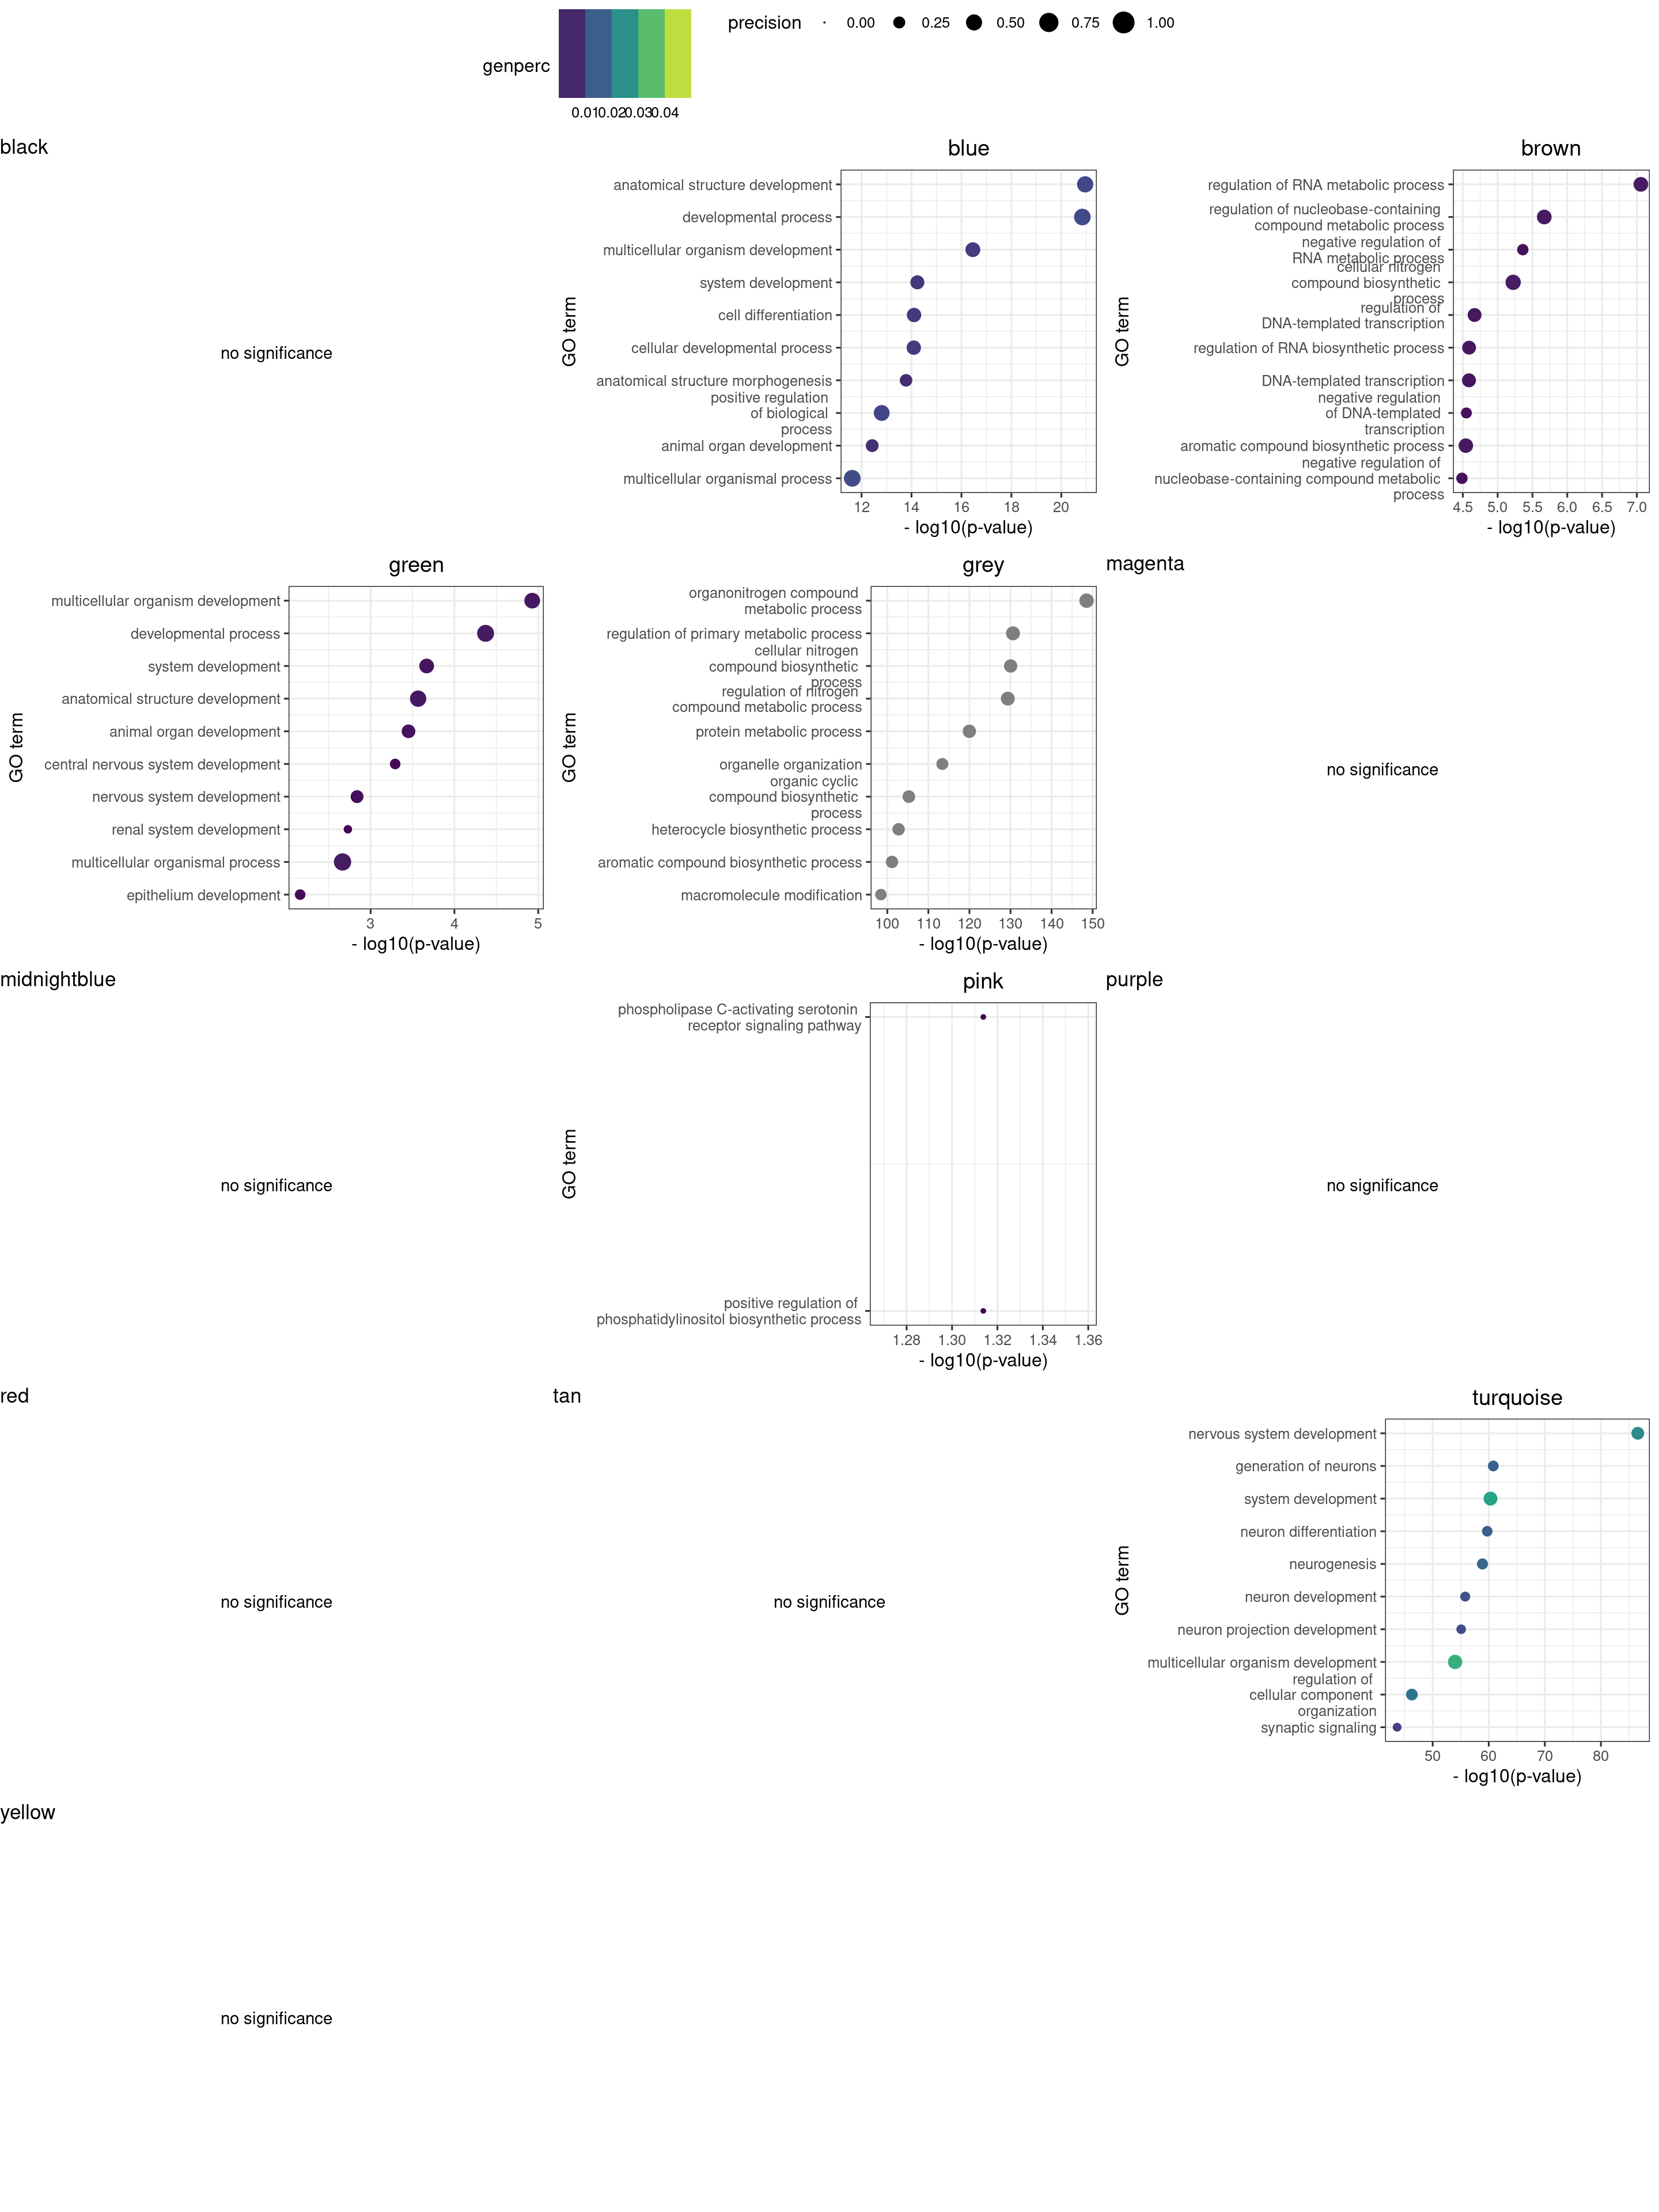 genperc
0.01
0.02
0.03
0.04
precision
0.00
0.25
0.50
0.75
1.00
black
no significance
blue
GO term
anatomical structure development
developmental process
multicellular organism development
system development
cell differentiation
cellular developmental process
anatomical structure morphogenesis
positive regulation
of biological
process
animal organ development
multicellular organismal process
12 14 16 18 20
- log10(p-value)
brown
GO term
regulation of RNA metabolic process
regulation of nucleobase-containing
compound metabolic process
negative regulation of
RNA metabolic process
cellular nitrogen
compound biosynthetic
process
regulation of
DNA-templated transcription
regulation of RNA biosynthetic process
DNA-templated transcription
negative regulation
of DNA-templated
transcription
aromatic compound biosynthetic process
negative regulation of
nucleobase-containing compound metabolic
process
4.5 5.0 5.5 6.0 6.5 7.0
- log10(p-value)
green
GO term
multicellular organism development
developmental process
system development
anatomical structure development
animal organ development
central nervous system development
nervous system development
renal system development
multicellular organismal process
epithelium development
3 4 5
- log10(p-value)
grey
GO term
organonitrogen compound
metabolic process
regulation of primary metabolic process
cellular nitrogen
compound biosynthetic
process
regulation of nitrogen
compound metabolic process
protein metabolic process
organelle organization
organic cyclic
compound biosynthetic
process
heterocycle biosynthetic process
aromatic compound biosynthetic process
macromolecule modification
100 110 120 130 140 150
- log10(p-value)
magenta
no significance
midnightblue
no significance
pink
GO term
phospholipase C-activating serotonin
receptor signaling pathway
positive regulation of
phosphatidylinositol biosynthetic process
1.28 1.30 1.32 1.34 1.36
- log10(p-value)
purple
no significance
red
no significance
tan
no significance
turquoise
GO term
nervous system development
generation of neurons
system development
neuron differentiation
neurogenesis
neuron development
neuron projection development
multicellular organism development
regulation of
cellular component
organization
synaptic signaling
50 60 70 80
- log10(p-value)
yellow
no significance